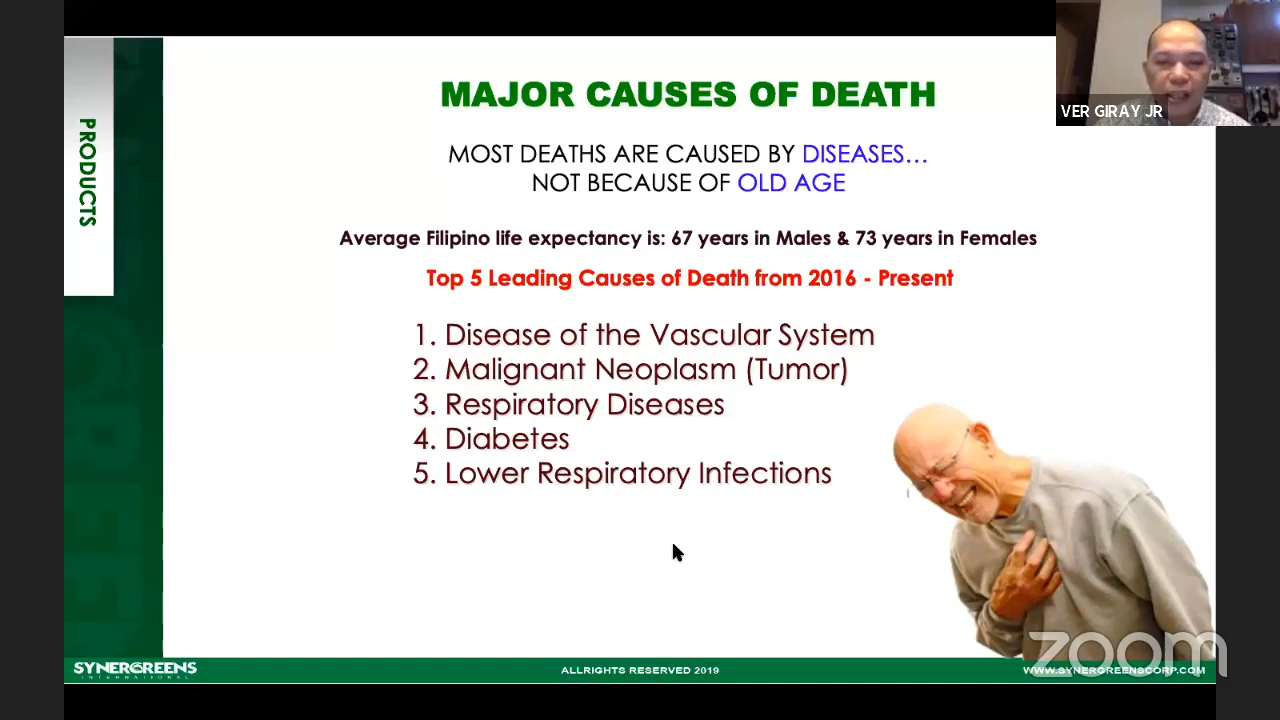 VER GIRAY JR
PRODUCTS
MAJOR CAUSES OF DEATH
MOST DEATHS ARE CAUSED BY DISEASES...
NOT BECAUSE OF OLD AGE
Average Filipino life expectancy is: 67 years in Males & 73 years in Females
Top 5 Leading Causes of Death from 2016 - Present
1. Disease of the Vascular System
2. Malignant Neoplasm (Tumor)
3. Respiratory Diseases
4. Diabetes
5. Lower Respiratory Infections
zoom
SYNERGREENS
INTERNATIONAL
ALLRIGHTS RESERVED 2019
WWW.SYNERGREENSCORP.COM